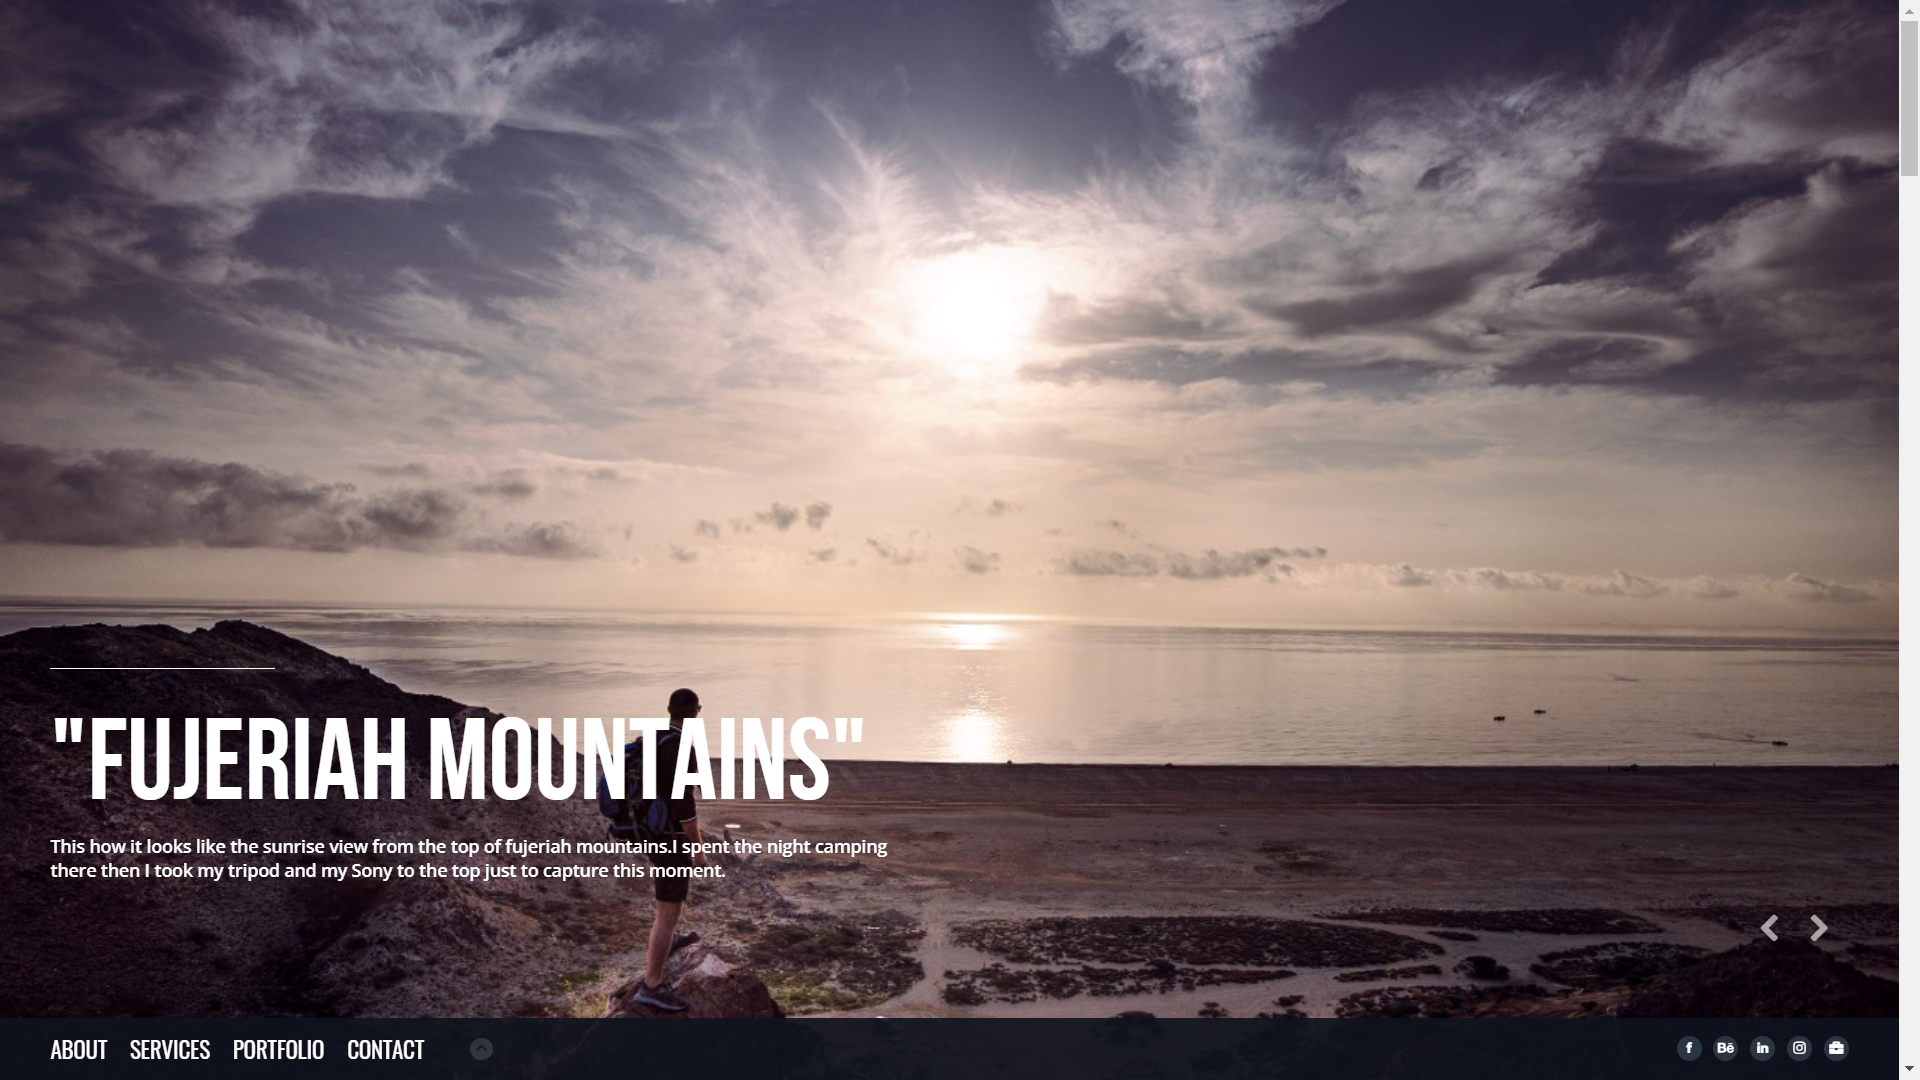 "FUJERIAH MOUNTAINS"
This how it looks like the sunrise view from the top of fujeriah mountains.I spent the night camping
there then I took my tripod and my Sony to the top just to capture this moment.
ABOUT SERVICES PORTFOLIO CONTACT